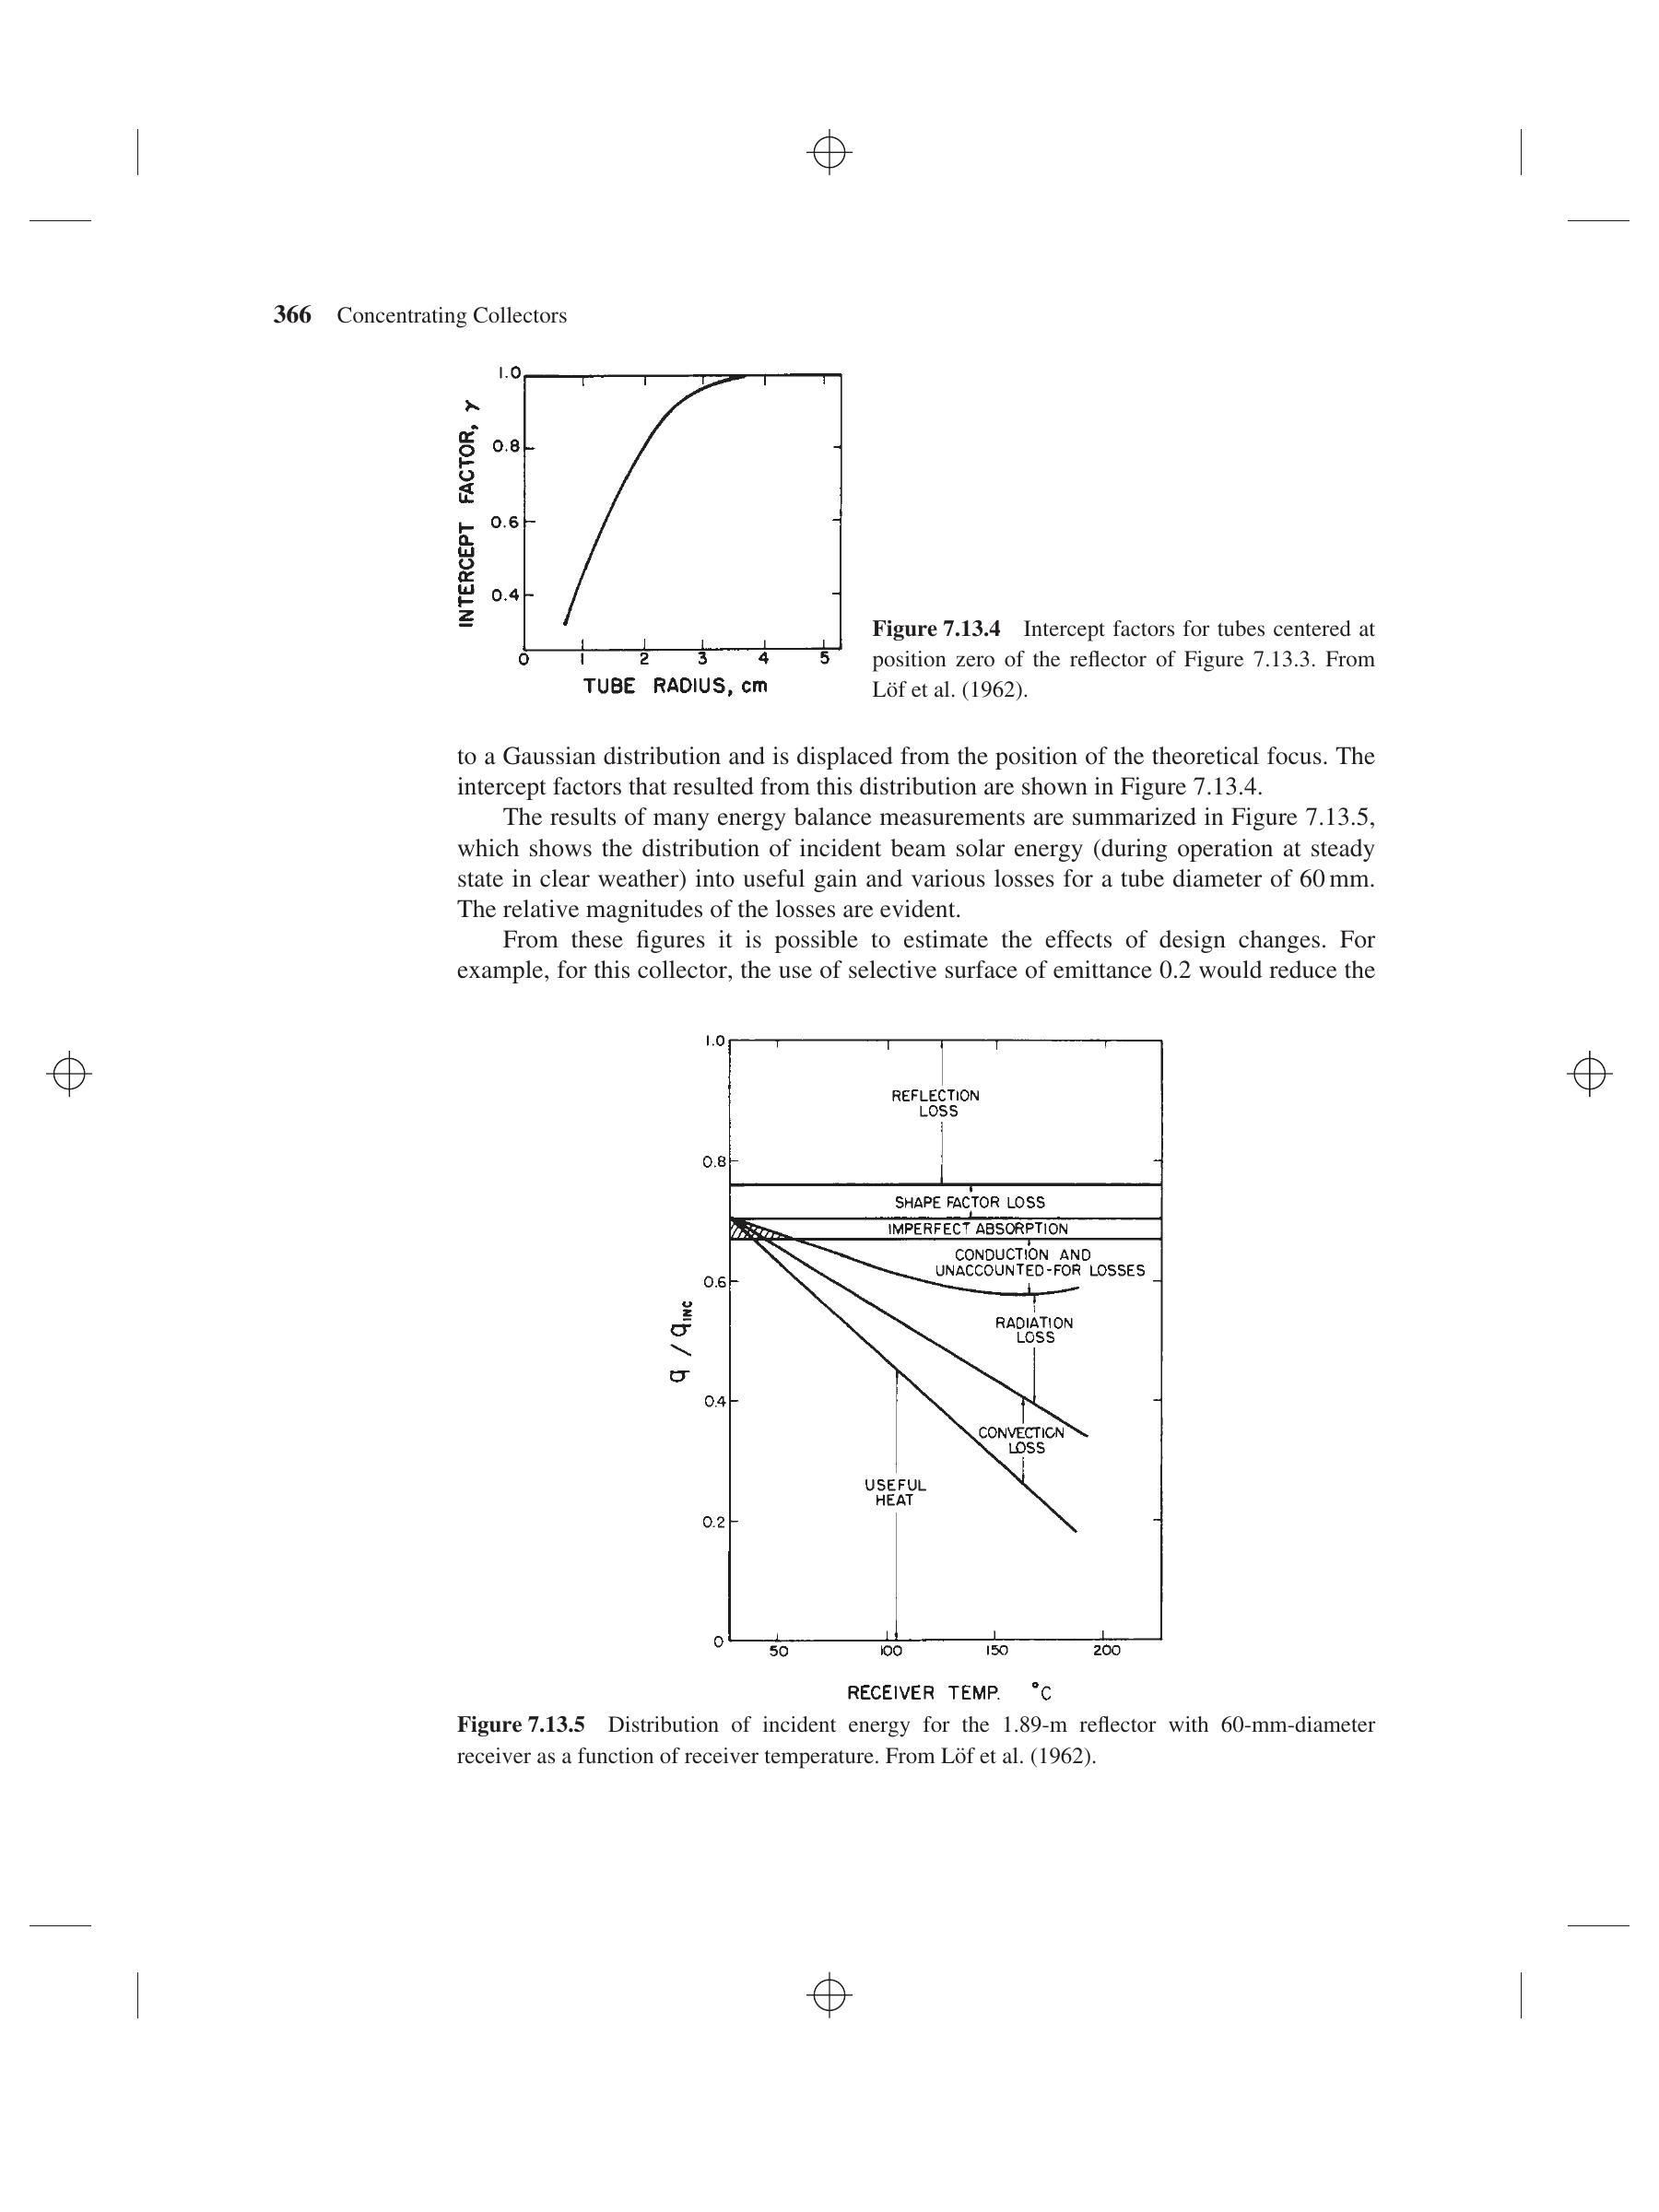 366 Concentrating Collectors
1.0
0.8
0.6
0.4
INTERCEPT FACTOR, γ
0 1 2 3 4 5
TUBE RADIUS, cm
Figure 7.13.4 Intercept factors for tubes centered at
position zero of the reflector of Figure 7.13.3. From
Löf et al. (1962).
to a Gaussian distribution and is displaced from the position of the theoretical focus. The
intercept factors that resulted from this distribution are shown in Figure 7.13.4.
The results of many energy balance measurements are summarized in Figure 7.13.5,
which shows the distribution of incident beam solar energy (during operation at steady
state in clear weather) into useful gain and various losses for a tube diameter of 60 mm.
The relative magnitudes of the losses are evident.
From these figures it is possible to estimate the effects of design changes. For
example, for this collector, the use of selective surface of emittance 0.2 would reduce the
1.0
REFLECTION
LOSS
0.8
SHAPE FACTOR LOSS
IMPERFECT ABSORPTION
CONDUCTION AND
UNACCOUNTED-FOR LOSSES
0.6
RADIATION
LOSS
q / qINC
0.4
CONVECTION
LOSS
USEFUL
HEAT
0.2
0
50 100 150 200
RECEIVER TEMP. °C
Figure 7.13.5 Distribution of incident energy for the 1.89-m reflector with 60-mm-diameter
receiver as a function of receiver temperature. From Löf et al. (1962).